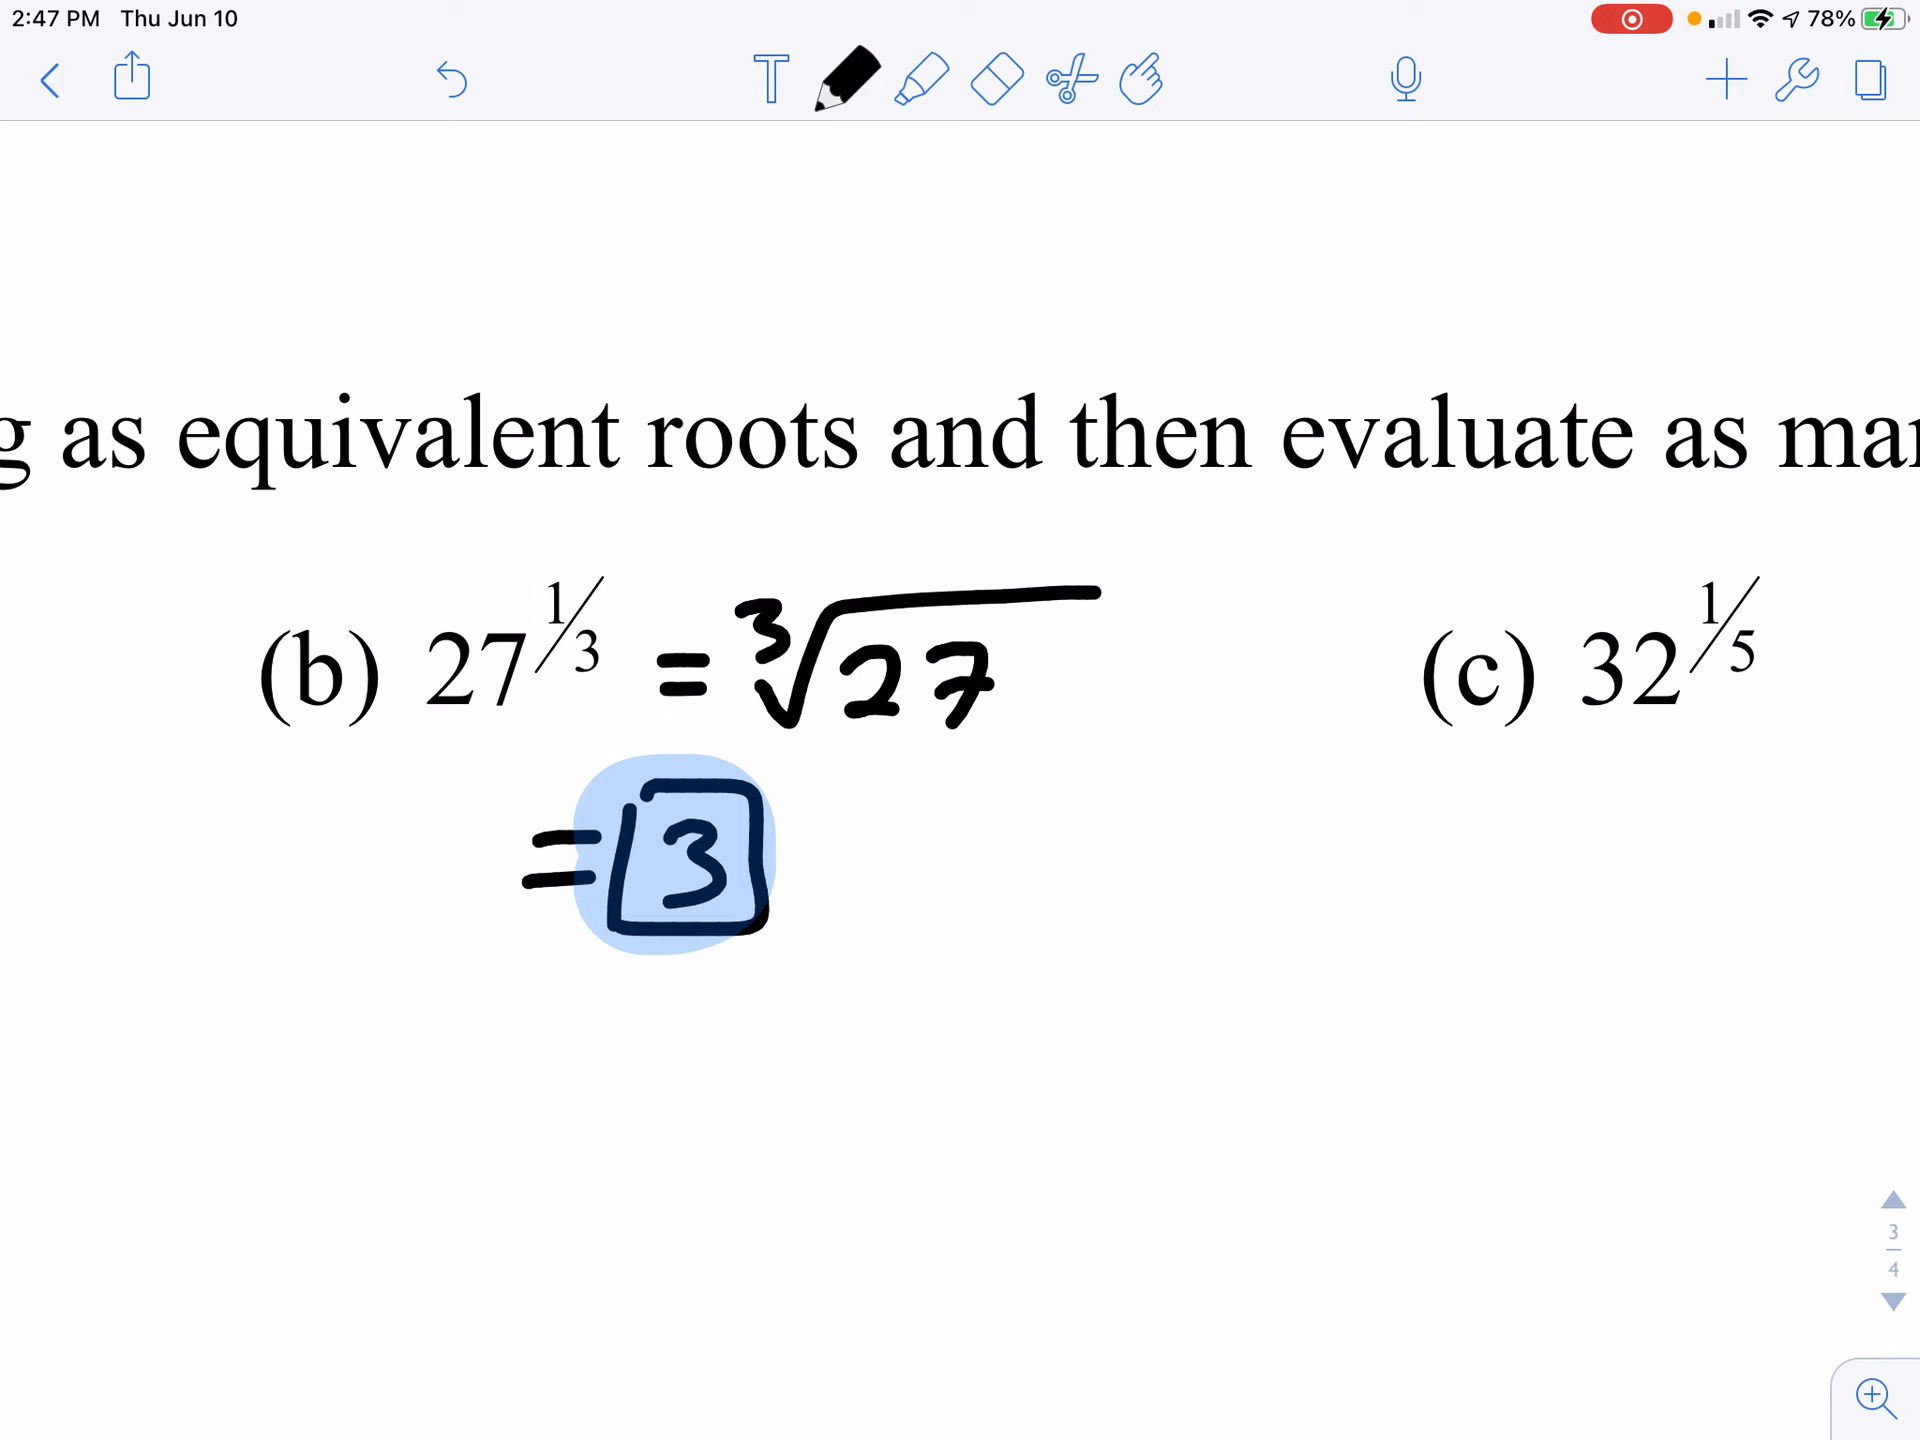 2:47 PM Thu Jun 10 78%
T
g as equivalent roots and then evaluate as mar
(b) 27^{1/3} = ∛27 (c) 32^{1/5}
= 3
3
4